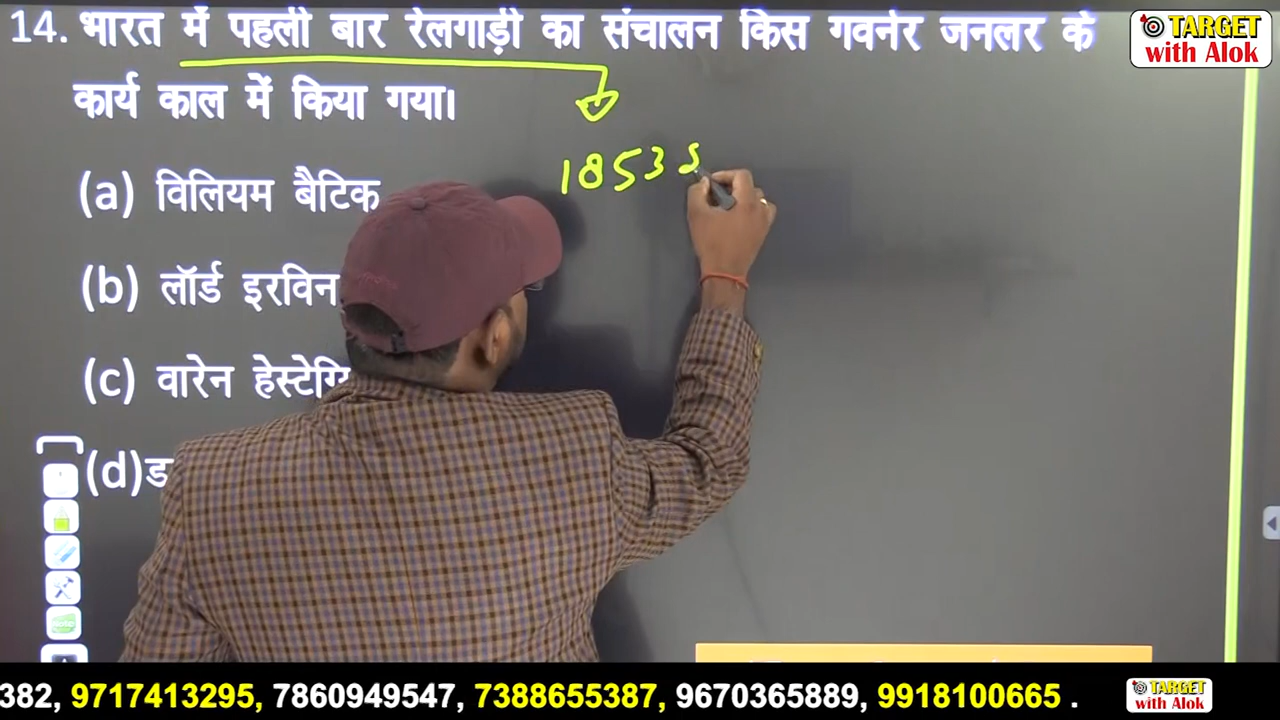 14. भारत में पहली बार रेलगाड़ी का संचालन किस गवर्नर जनलर के
कार्य काल में किया गया।
TARGET
with Alok
1853
(a) विलियम बैटिक
(b) लॉर्ड इरविन
(c) वारेन
(d)
382, 9717413295, 7860949547, 7388655387, 9670365889, 9918100665 .
TARGET
with Alok